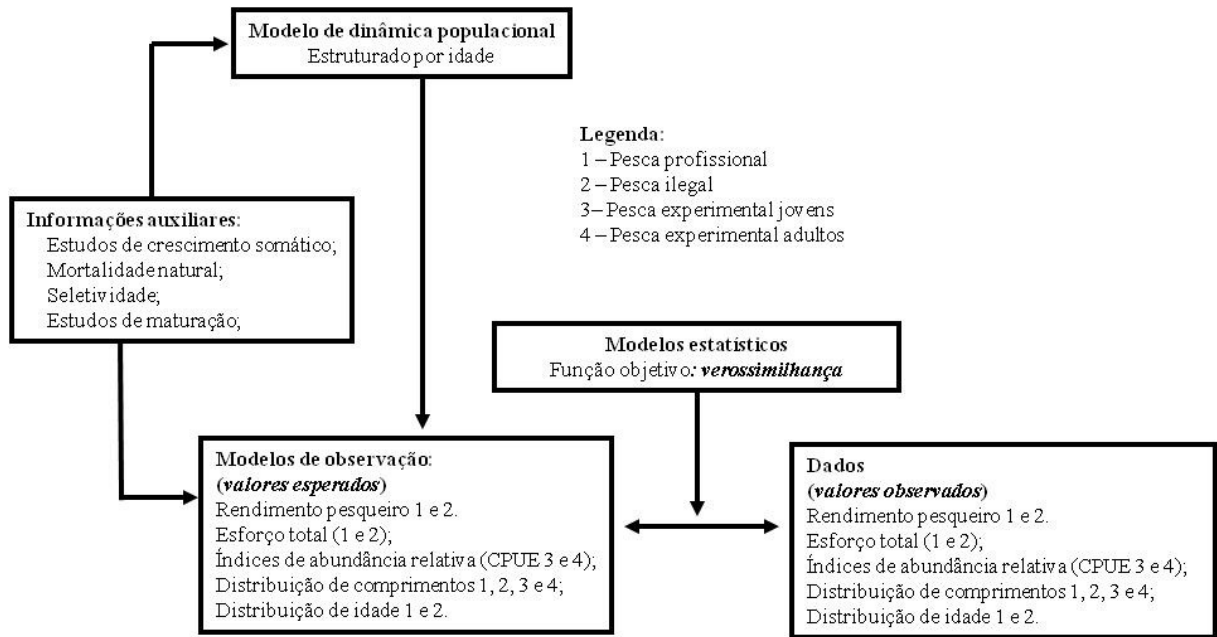 Modelo de dinâmica populacional
Estruturado por idade
Legenda:
1 – Pesca profissional
2 – Pesca ilegal
3– Pesca experimental jovens
4 – Pesca experimental adultos
Informações auxiliares:
Estudos de crescimento somático;
Mortalidade natural;
Seletividade;
Estudos de maturação;
Modelos estatísticos
Função objetivo: verossimilhança
Modelos de observação:
(valores esperados)
Rendimento pesqueiro 1 e 2.
Esforço total (1 e 2);
Índices de abundância relativa (CPUE 3 e 4);
Distribuição de comprimentos 1, 2, 3 e 4;
Distribuição de idade 1 e 2.
Dados
(valores observados)
Rendimento pesqueiro 1 e 2.
Esforço total (1 e 2);
Índices de abundância relativa (CPUE 3 e 4);
Distribuição de comprimentos 1, 2, 3 e 4;
Distribuição de idade 1 e 2.